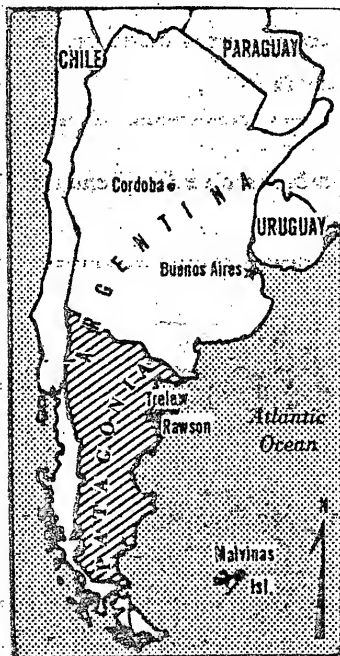 CHILE
PARAGUAY
Cordoba
ARGENTINA
URUGUAY
Buenos Aires
PATAGONIA
Trelew
Rawson
Atlantic
Ocean
N
Malvinas
Isl.